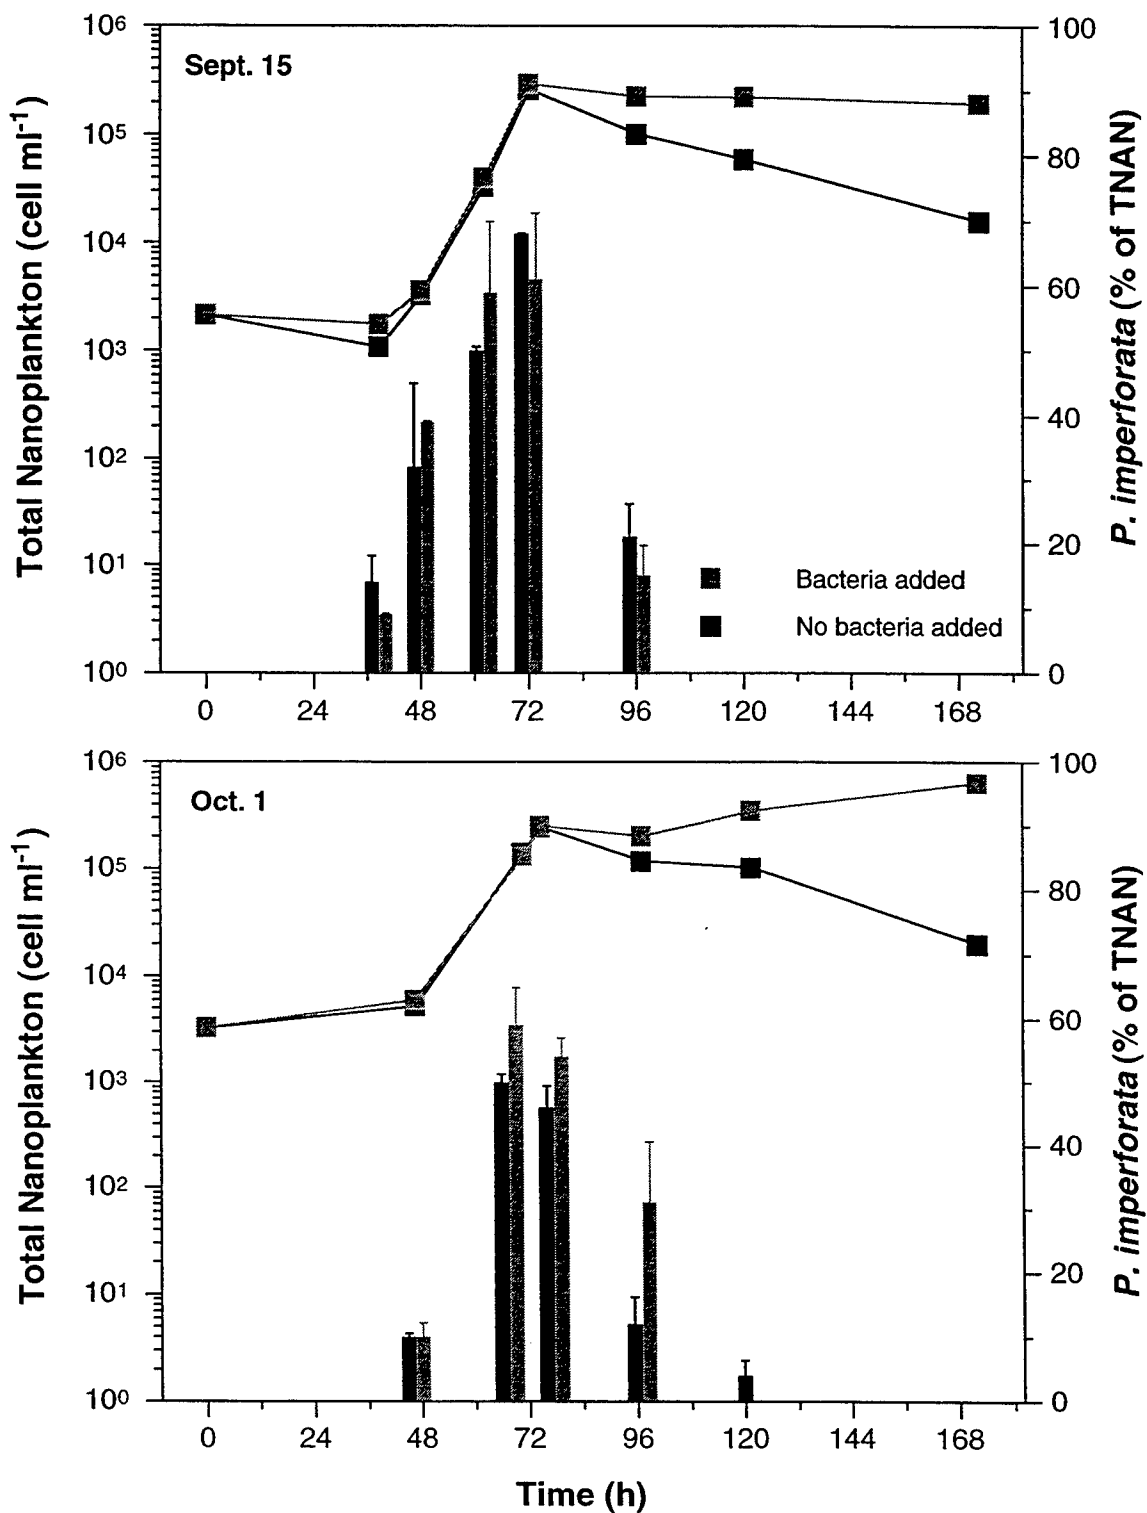 Sept. 15
Total Nanoplankton (cell ml⁻¹)
10⁶
10⁵
10⁴
10³
10²
10¹
10⁰
100
80
60
40
20
0
P. imperforata (% of TNAN)
Bacteria added
No bacteria added
0 24 48 72 96 120 144 168
Oct. 1
Total Nanoplankton (cell ml⁻¹)
10⁶
10⁵
10⁴
10³
10²
10¹
10⁰
100
80
60
40
20
0
P. imperforata (% of TNAN)
0 24 48 72 96 120 144 168
Time (h)